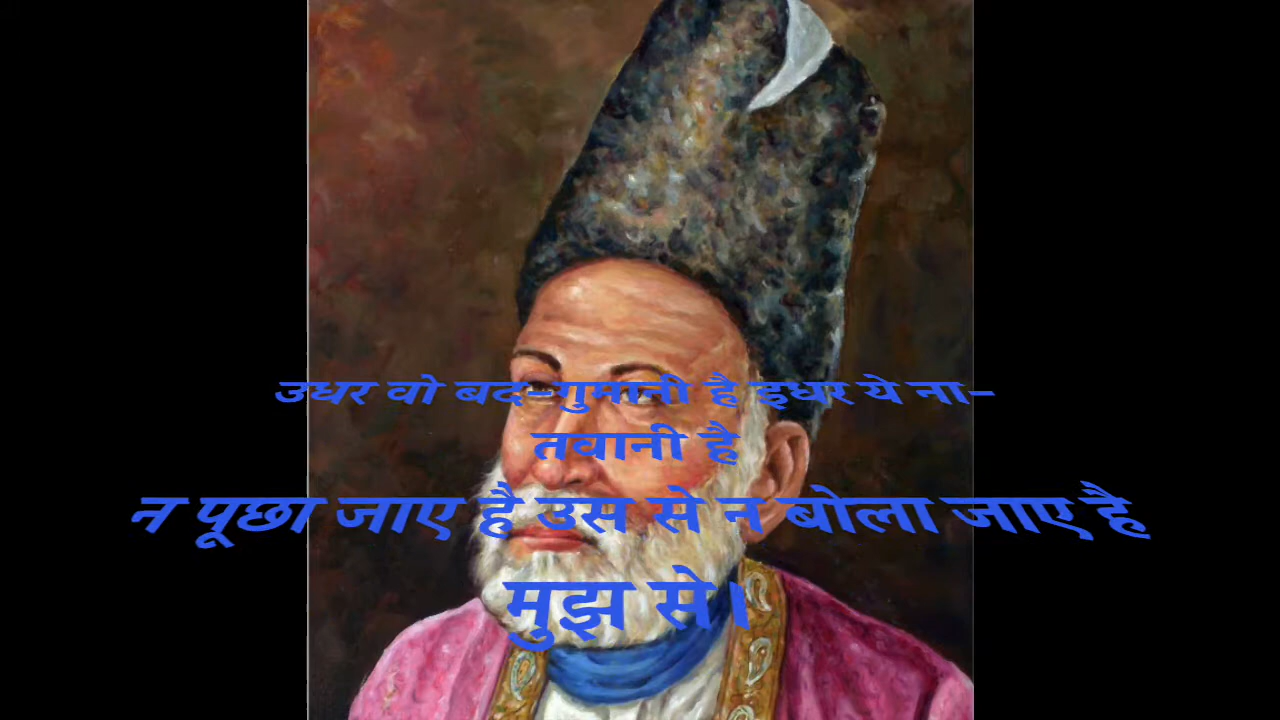 उधर वो बद-गुमानी है इधर ये ना-
तवानी है
न पूछा जाए है उस से न बोला जाए है
मुझ से।